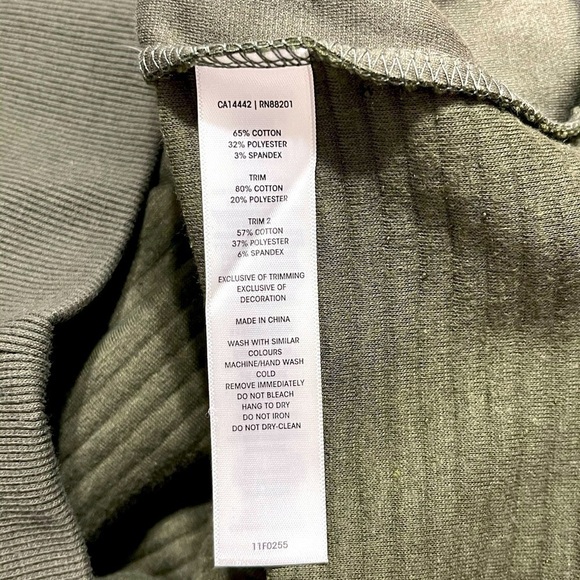 CA14442 | RN88201
65% COTTON
32% POLYESTER
3% SPANDEX
TRIM
80% COTTON
20% POLYESTER
TRIM 2
57% COTTON
37% POLYESTER
6% SPANDEX
EXCLUSIVE OF TRIMMING
EXCLUSIVE OF
DECORATION
MADE IN CHINA
WASH WITH SIMILAR
COLOURS
MACHINE/HAND WASH
COLD
REMOVE IMMEDIATELY
DO NOT BLEACH
HANG TO DRY
DO NOT IRON
DO NOT DRY-CLEAN
11F0255